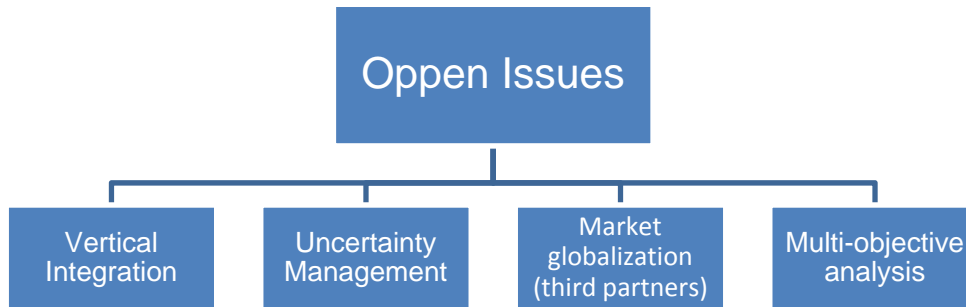 Oppen Issues
Vertical
Integration
Uncertainty
Management
Market
globalization
(third partners)
Multi-objective
analysis